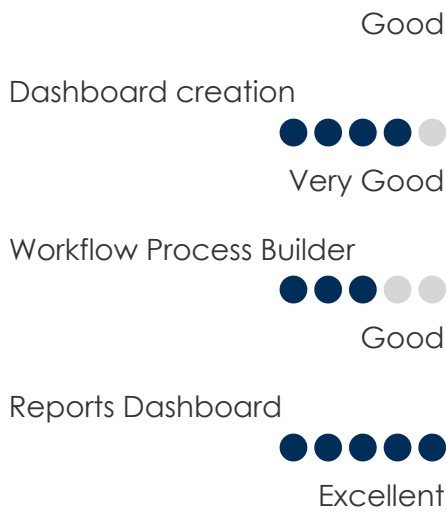 Good
Dashboard creation
Very Good
Workflow Process Builder
Good
Reports Dashboard
Excellent